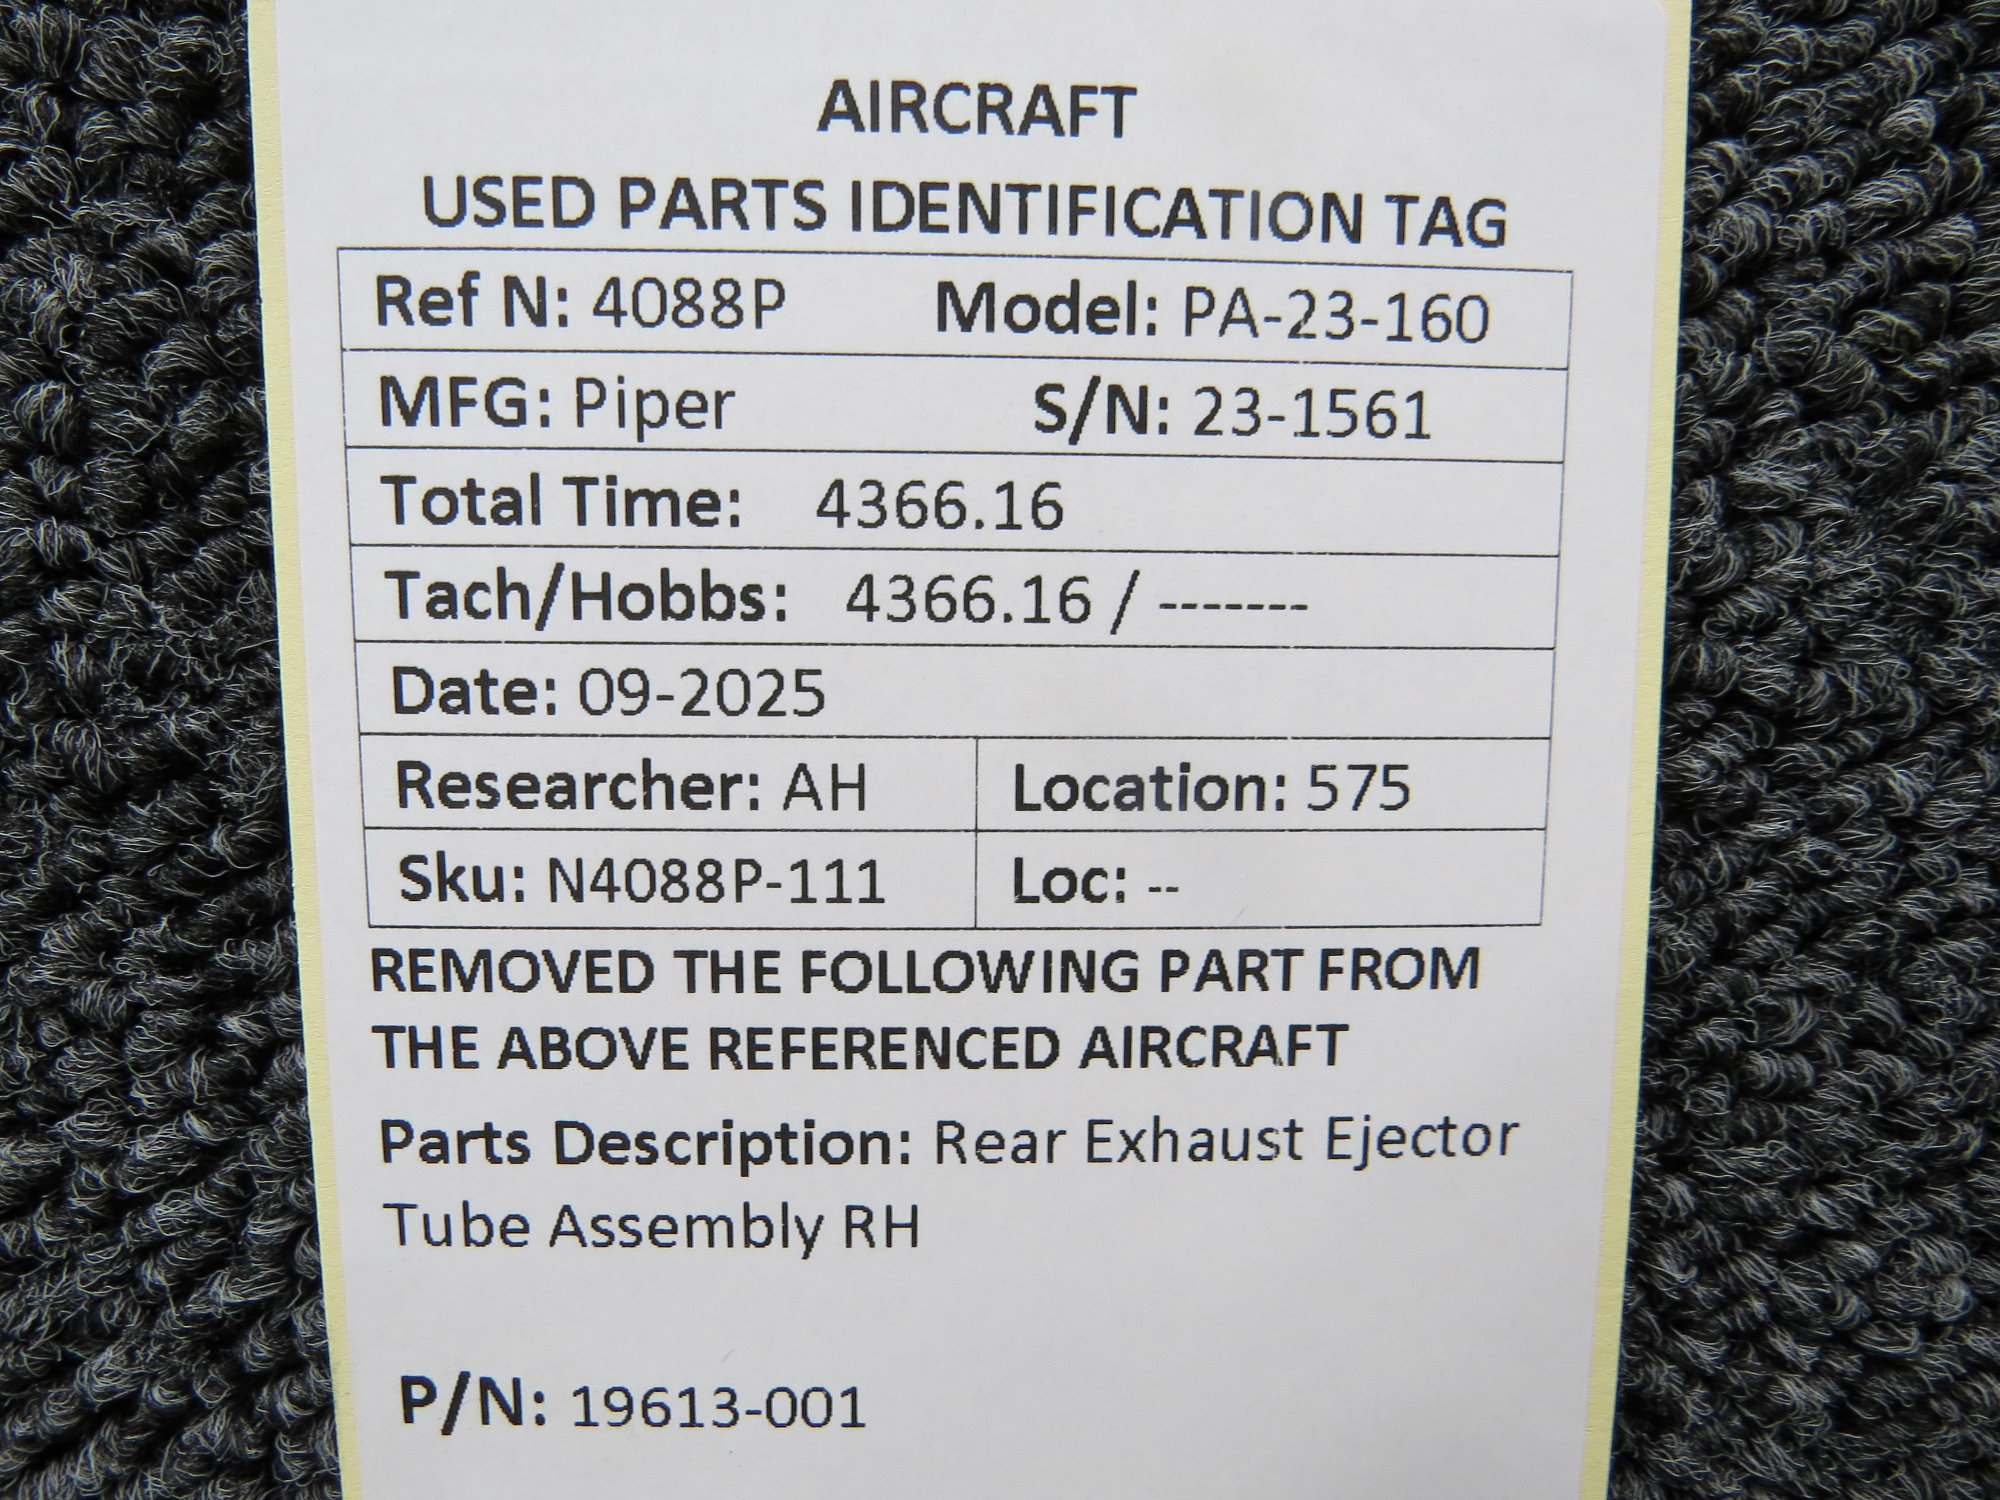 AIRCRAFT
USED PARTS IDENTIFICATION TAG
Ref N: 4088P Model: PA-23-160
MFG: Piper S/N: 23-1561
Total Time: 4366.16
Tach/Hobbs: 4366.16 / -------
Date: 09-2025
Researcher: AH Location: 575
Sku: N4088P-111 Loc: --
REMOVED THE FOLLOWING PART FROM
THE ABOVE REFERENCED AIRCRAFT
Parts Description: Rear Exhaust Ejector
Tube Assembly RH
P/N: 19613-001